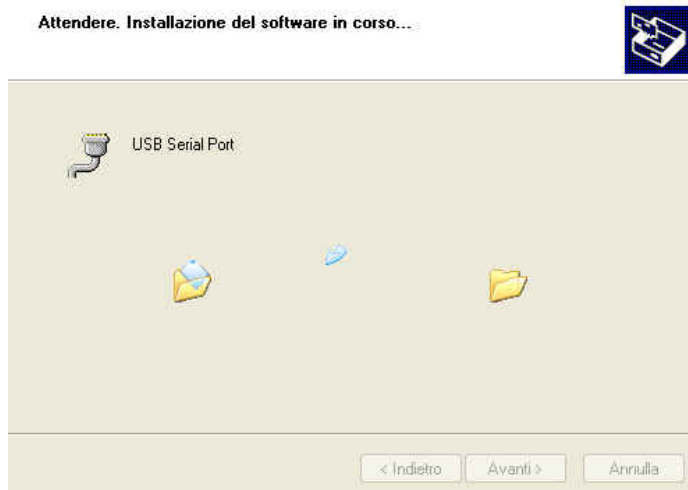 Attendere. Installazione del software in corso...
USB Serial Port
< Indietro
Avanti >
Annulla